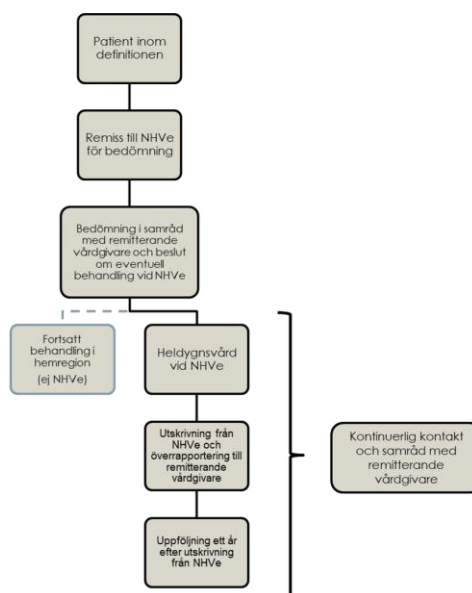 Patient inom
definitionen
Remiss till NHVe
för bedömning
Bedömning i samråd
med remitterande
vårdgivare och beslut
om eventuell
behandling vid NHVe
Fortsatt
behandling i
hemregion
(ej NHVe)
Heldygnsvård
vid NHVe
Utskrivning från
NHVe och
överrapportering till
remitterande
vårdgivare
Uppföljning ett år
efter utskrivning
från NHVe
Kontinuerlig kontakt
och samråd med
remitterande
vårdgivare